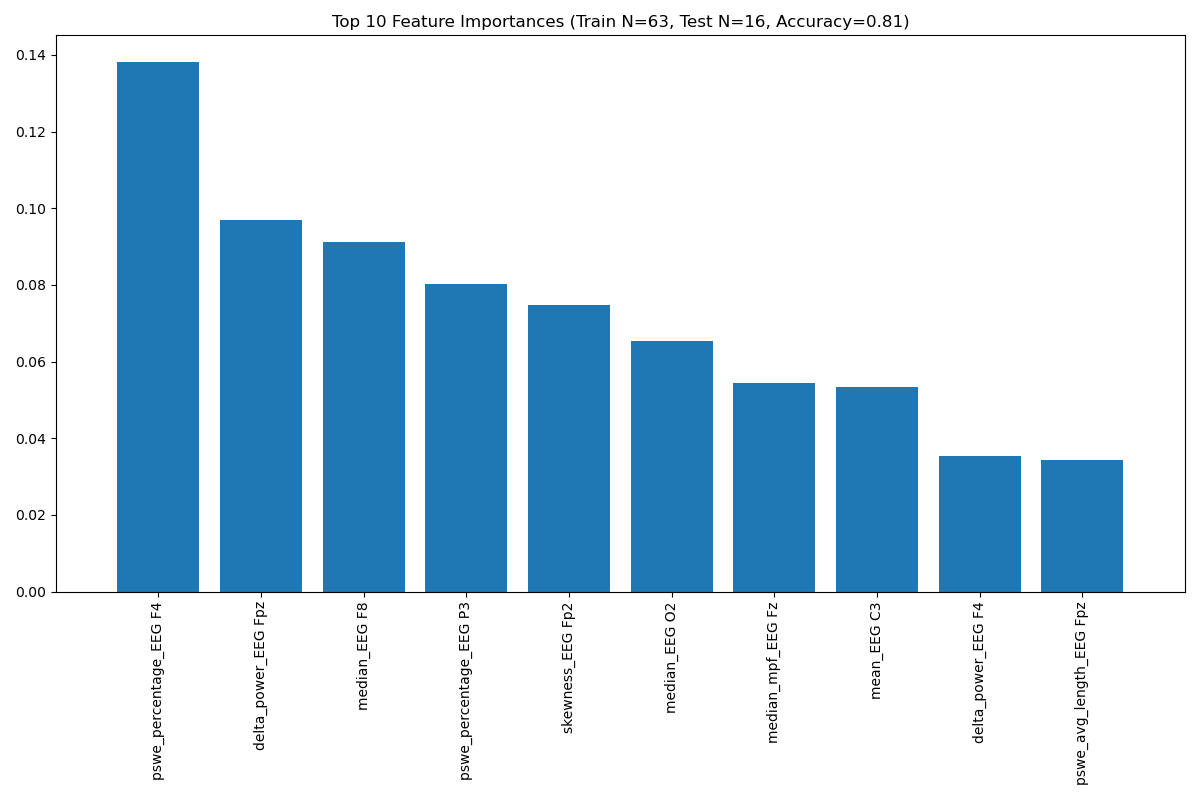 Top 10 Feature Importances (Train N=63, Test N=16, Accuracy=0.81)
0.14
0.12
0.10
0.08
0.06
0.04
0.02
0.00
pswe_percentage_EEG F4
delta_power_EEG Fpz
median_EEG F8
pswe_percentage_EEG P3
skewness_EEG Fp2
median_EEG O2
median_mpf_EEG Fz
mean_EEG C3
delta_power_EEG F4
pswe_avg_length_EEG Fpz